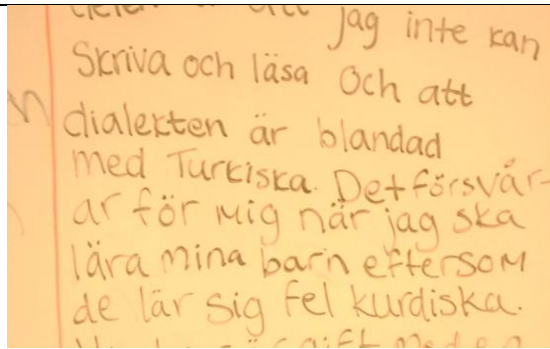 att jag inte kan
Skriva och läsa Och att
dialekten är blandad
med Turkiska. Det försvår-
ar för mig när jag ska
lära mina barn eftersom
de lär sig fel kurdiska.